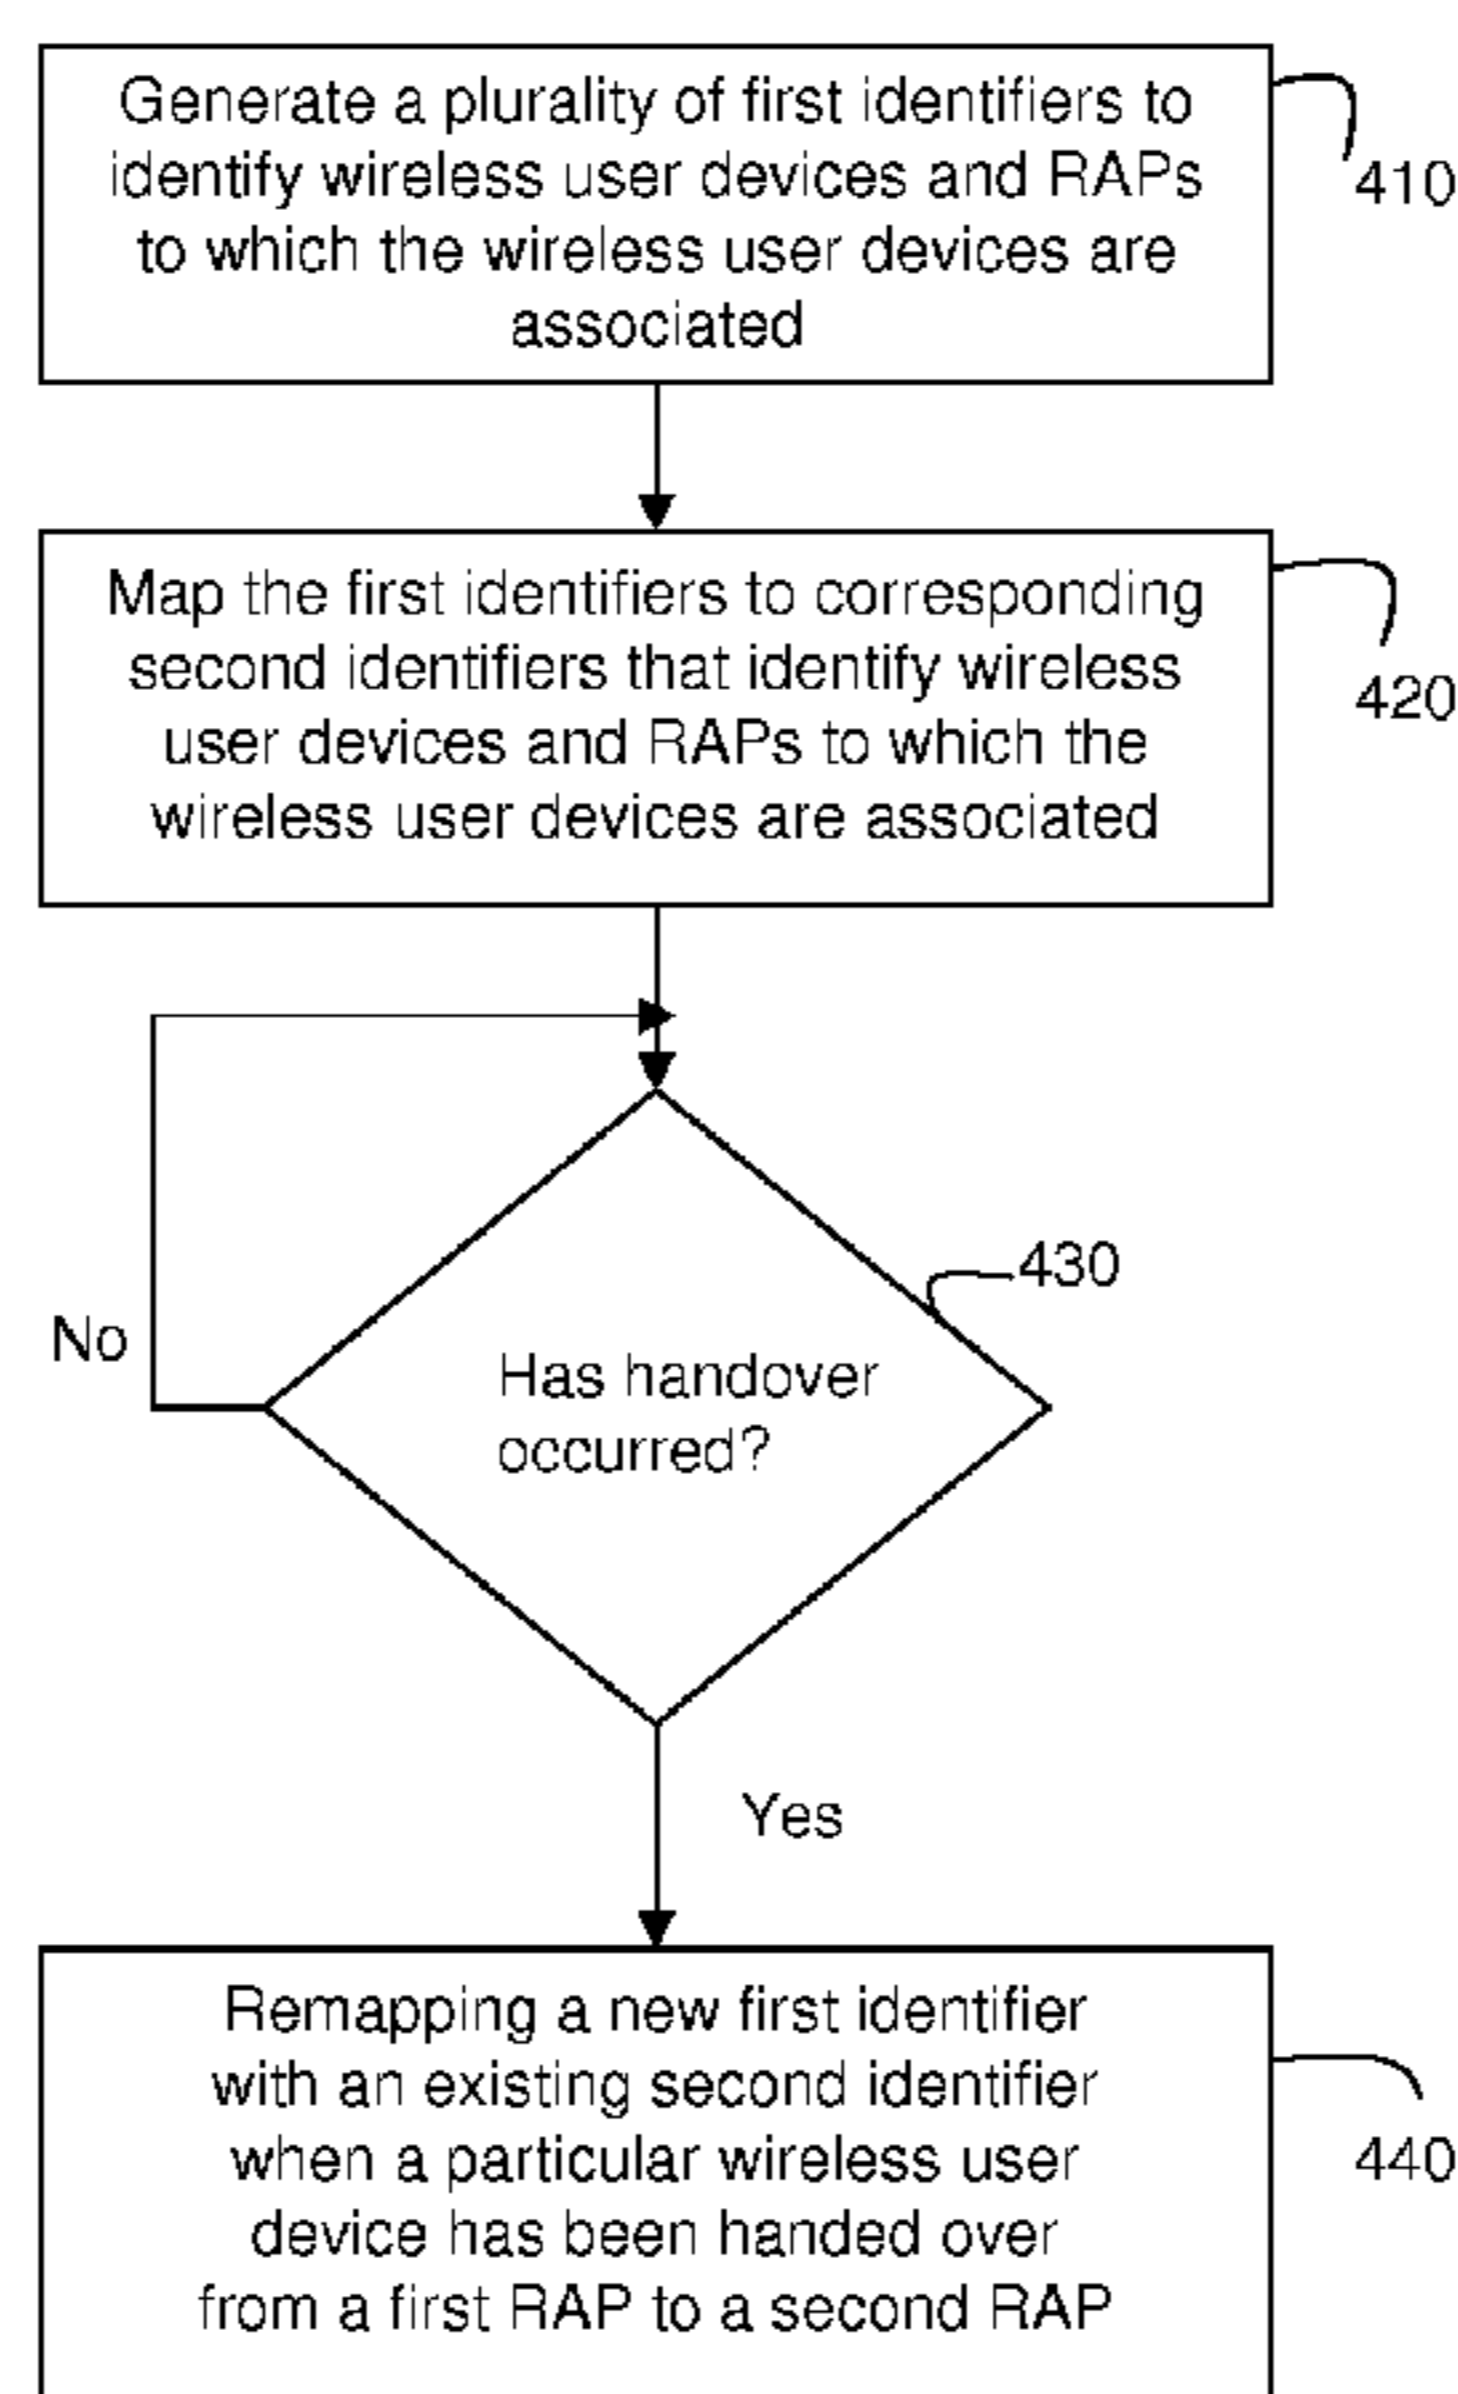 Generate a plurality of first identifiers to
identify wireless user devices and RAPs
to which the wireless user devices are
associated
410
Map the first identifiers to corresponding
second identifiers that identify wireless
user devices and RAPs to which the
wireless user devices are associated
420
430
No
Has handover
occurred?
Yes
Remapping a new first identifier
with an existing second identifier
when a particular wireless user
device has been handed over
from a first RAP to a second RAP
440